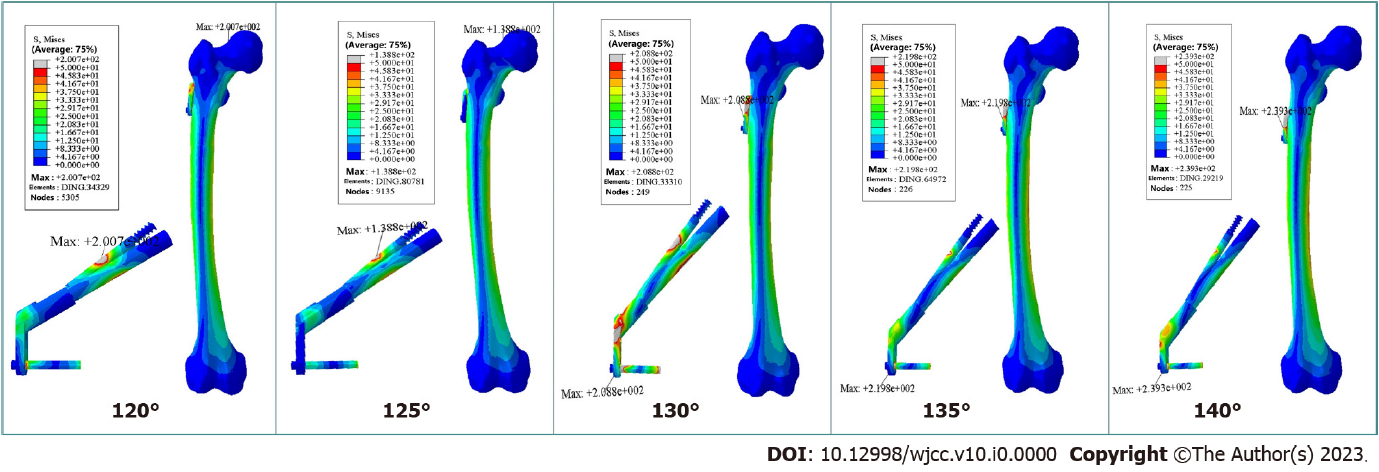 Max: +2.007e+002
S, Mises
(Average: 75%)
+2.007e+02
+5.000e+01
+4.583e+01
+4.167e+01
+3.750e+01
+3.333e+01
+2.917e+01
+2.500e+01
+2.083e+01
+1.667e+01
+1.250e+01
+8.333e+00
+4.167e+00
+0.000e+00
Max : +2.007e+02
Elements : DING.34329
Nodes : 5305
Max: +2.007e+002
120°
Max: +1.388e+002
S, Mises
(Average: 75%)
+1.388e+02
+5.000e+01
+4.583e+01
+4.167e+01
+3.750e+01
+3.333e+01
+2.917e+01
+2.500e+01
+2.083e+01
+1.667e+01
+1.250e+01
+8.333e+00
+4.167e+00
+0.000e+00
Max : +1.388e+02
Elements : DING.80781
Nodes : 9135
Max: +1.388e+002
125°
S, Mises
(Average: 75%)
+2.088e+02
+5.000e+01
+4.583e+01
+4.167e+01
+3.750e+01
+3.333e+01
+2.917e+01
+2.500e+01
+2.083e+01
+1.667e+01
+1.250e+01
+8.333e+00
+4.167e+00
+0.000e+00
Max : +2.088e+02
Elements : DING.33310
Nodes : 249
Max: +2.088e+002
Max: +2.088e+002
130°
S, Mises
(Average: 75%)
+2.198e+02
+5.000e+01
+4.583e+01
+4.167e+01
+3.750e+01
+3.333e+01
+2.917e+01
+2.500e+01
+2.083e+01
+1.667e+01
+1.250e+01
+8.333e+00
+4.167e+00
+0.000e+00
Max : +2.198e+02
Elements : DING.64972
Nodes : 226
Max: +2.198e+002
Max: +2.198e+002
135°
S, Mises
(Average: 75%)
+2.393e+02
+5.000e+01
+4.583e+01
+4.167e+01
+3.750e+01
+3.333e+01
+2.917e+01
+2.500e+01
+2.083e+01
+1.667e+01
+1.250e+01
+8.333e+00
+4.167e+00
+0.000e+00
Max : +2.393e+02
Elements : DING.29219
Nodes : 225
Max: +2.393e+002
Max: +2.393e+002
140°
DOI: 10.12998/wjcc.v10.i0.0000 Copyright ©The Author(s) 2023.